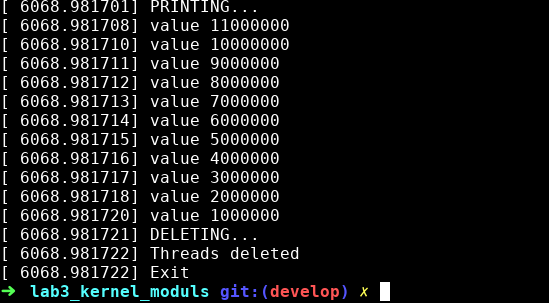 [ 6068.981701] PRINTING...
[ 6068.981708] value 11000000
[ 6068.981710] value 10000000
[ 6068.981711] value 9000000
[ 6068.981712] value 8000000
[ 6068.981713] value 7000000
[ 6068.981714] value 6000000
[ 6068.981715] value 5000000
[ 6068.981716] value 4000000
[ 6068.981717] value 3000000
[ 6068.981718] value 2000000
[ 6068.981720] value 1000000
[ 6068.981721] DELETING...
[ 6068.981722] Threads deleted
[ 6068.981722] Exit
➜ lab3_kernel_moduls git:(develop) ✗